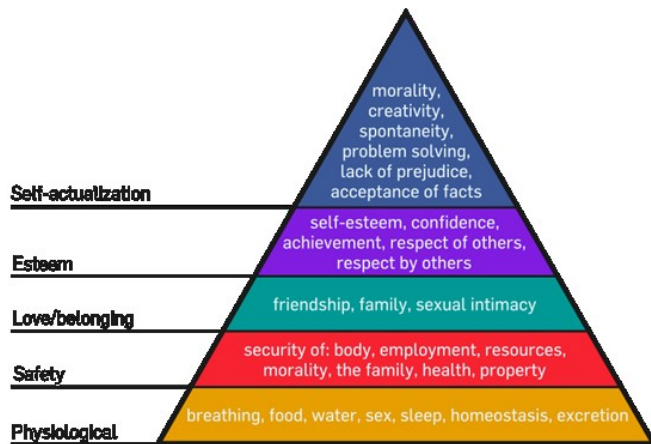 morality,
creativity,
spontaneity,
problem solving,
lack of prejudice,
acceptance of facts
Self-actualization
self-esteem, confidence,
achievement, respect of others,
respect by others
Esteem
friendship, family, sexual intimacy
Love/belonging
security of: body, employment, resources,
morality, the family, health, property
Safety
breathing, food, water, sex, sleep, homeostasis, excretion
Physiological